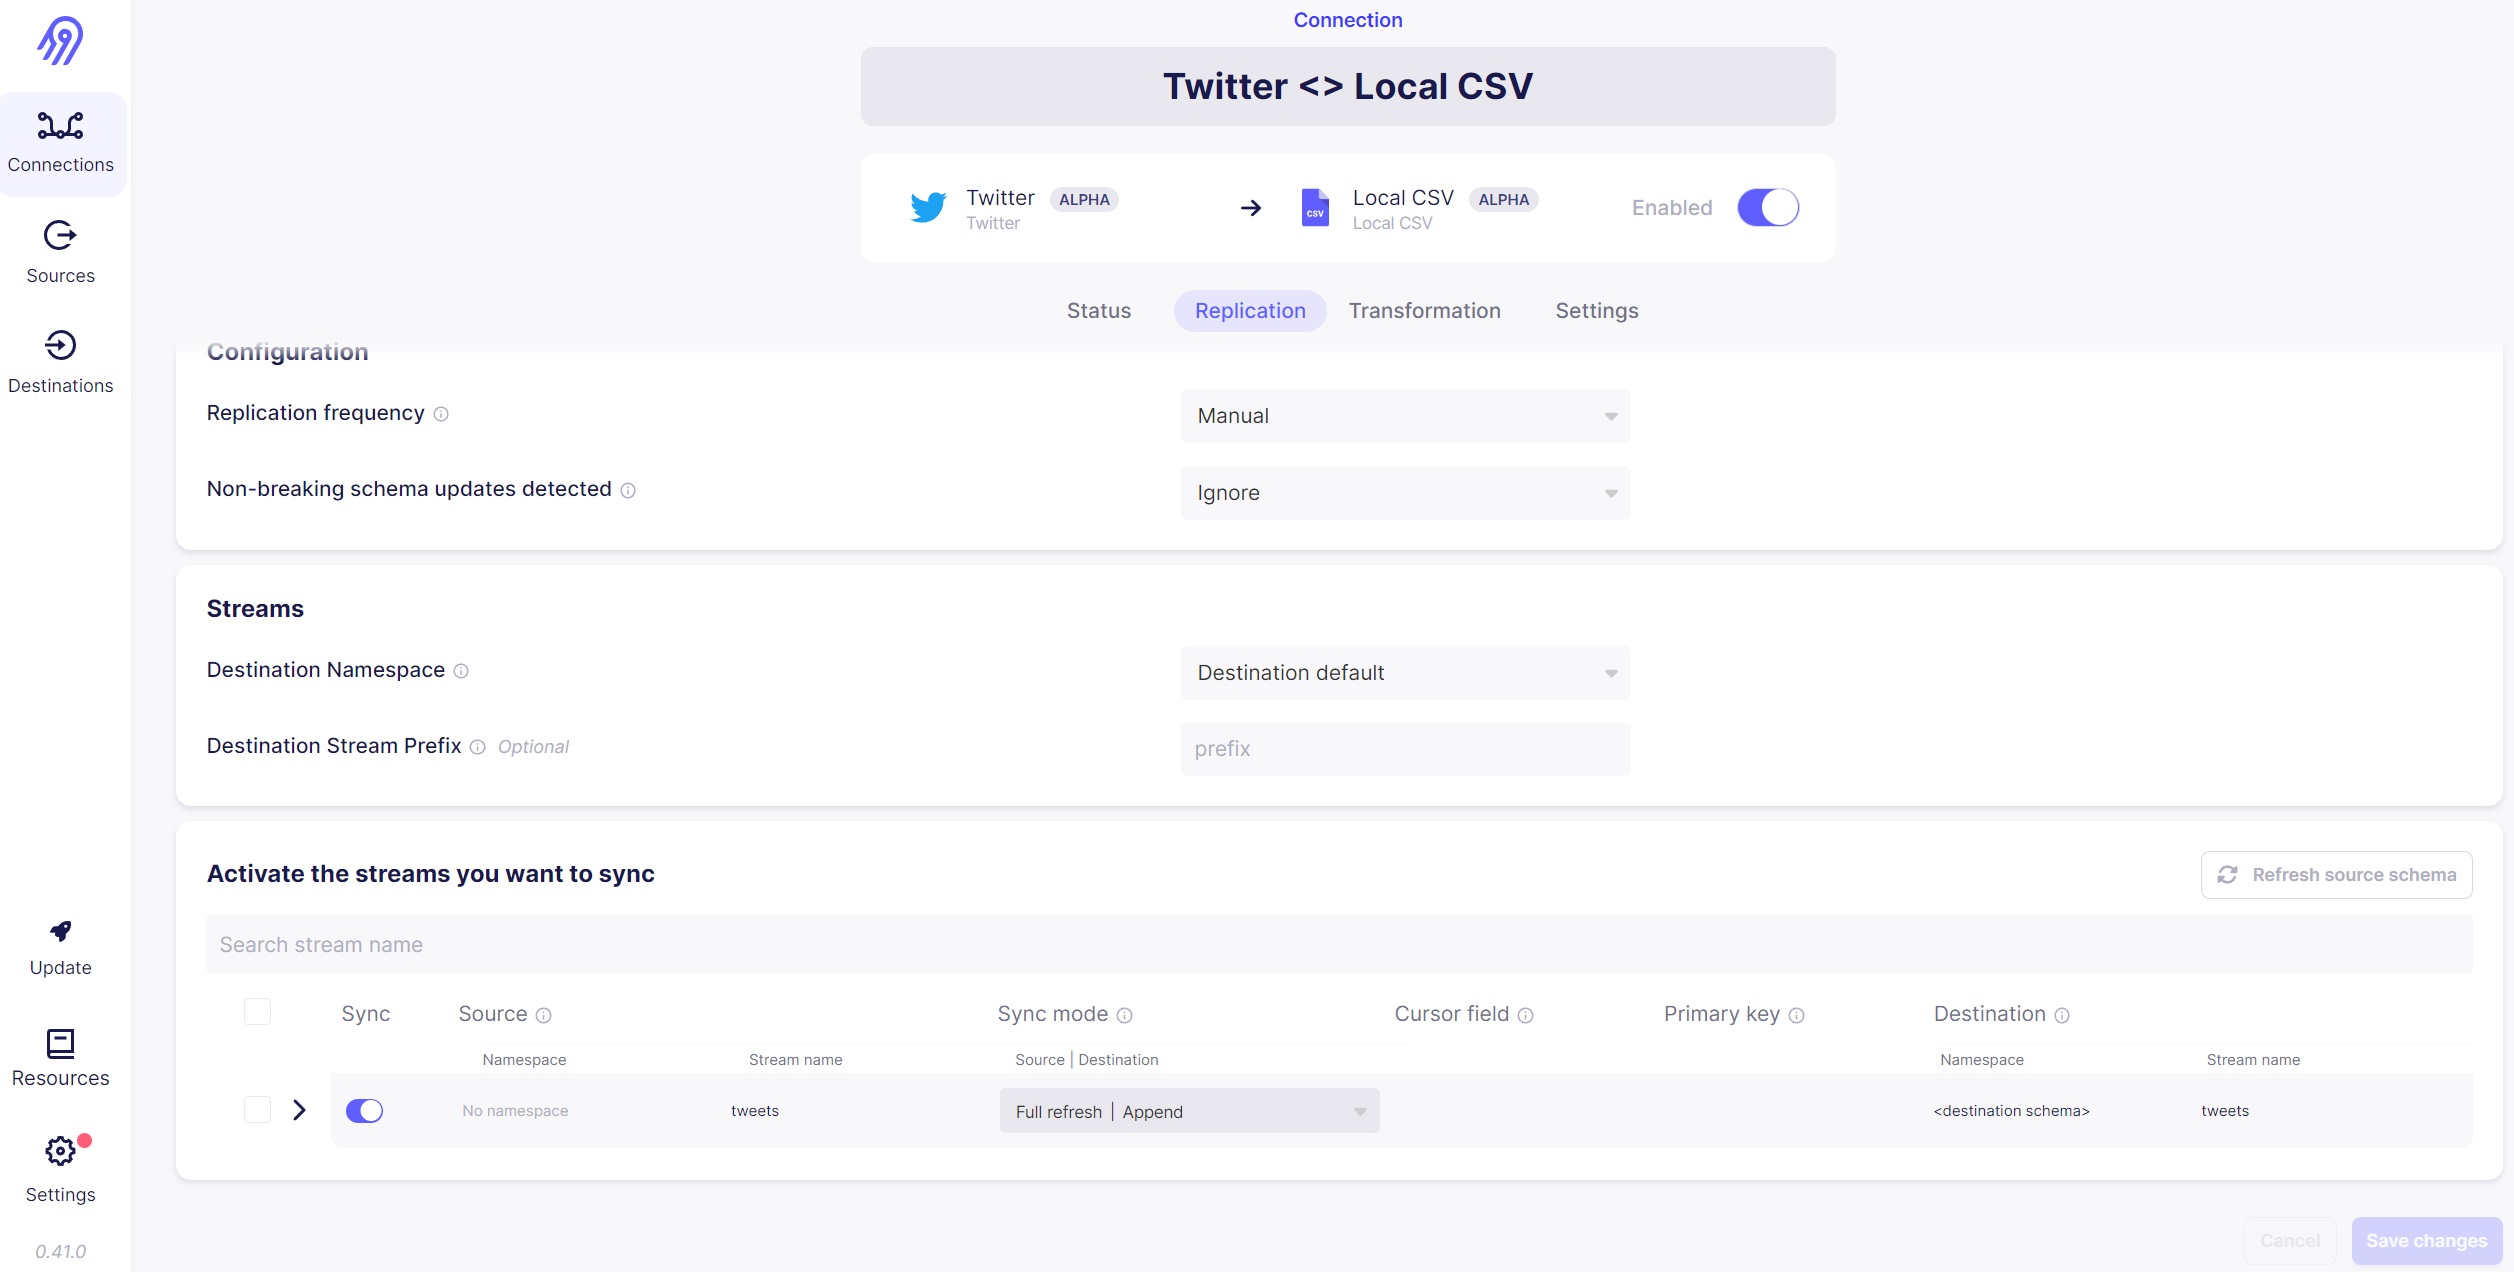 Connection
Twitter <> Local CSV
Twitter ALPHA
Twitter
CSV
Local CSV ALPHA
Local CSV
Enabled
Status
Replication
Transformation
Settings
Connections
Sources
Destinations
Update
Resources
Settings
0.41.0
Configuration
Replication frequency
Manual
Non-breaking schema updates detected
Ignore
Streams
Destination Namespace
Destination default
Destination Stream Prefix Optional
prefix
Activate the streams you want to sync
Refresh source schema
Search stream name
Sync Source Sync mode Cursor field Primary key Destination
Namespace Stream name Source | Destination Namespace Stream name
No namespace tweets Full refresh | Append <destination schema> tweets
Cancel
Save changes